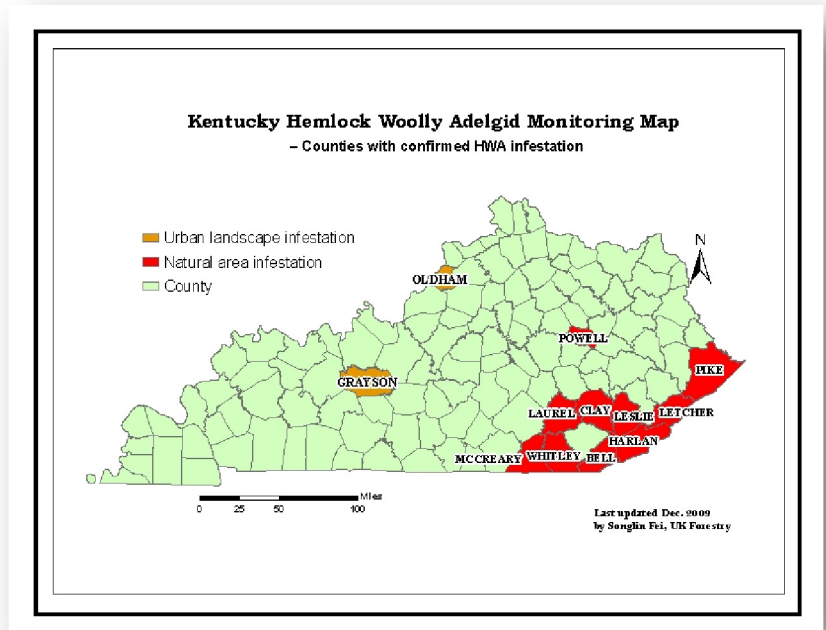 Kentucky Hemlock Woolly Adelgid Monitoring Map
– Counties with confirmed HWA infestation
Urban landscape infestation
Natural area infestation
County
N
OLDHAM
POWELL
PIKE
GRAYSON
LAUREL
CLAY
LESLIE
LETCHER
HARLAN
MCCREARY
WHITLEY
BELL
Miles
0 25 50 100
Last updated Dec. 2009
by Songlin Fei, UK Forestry